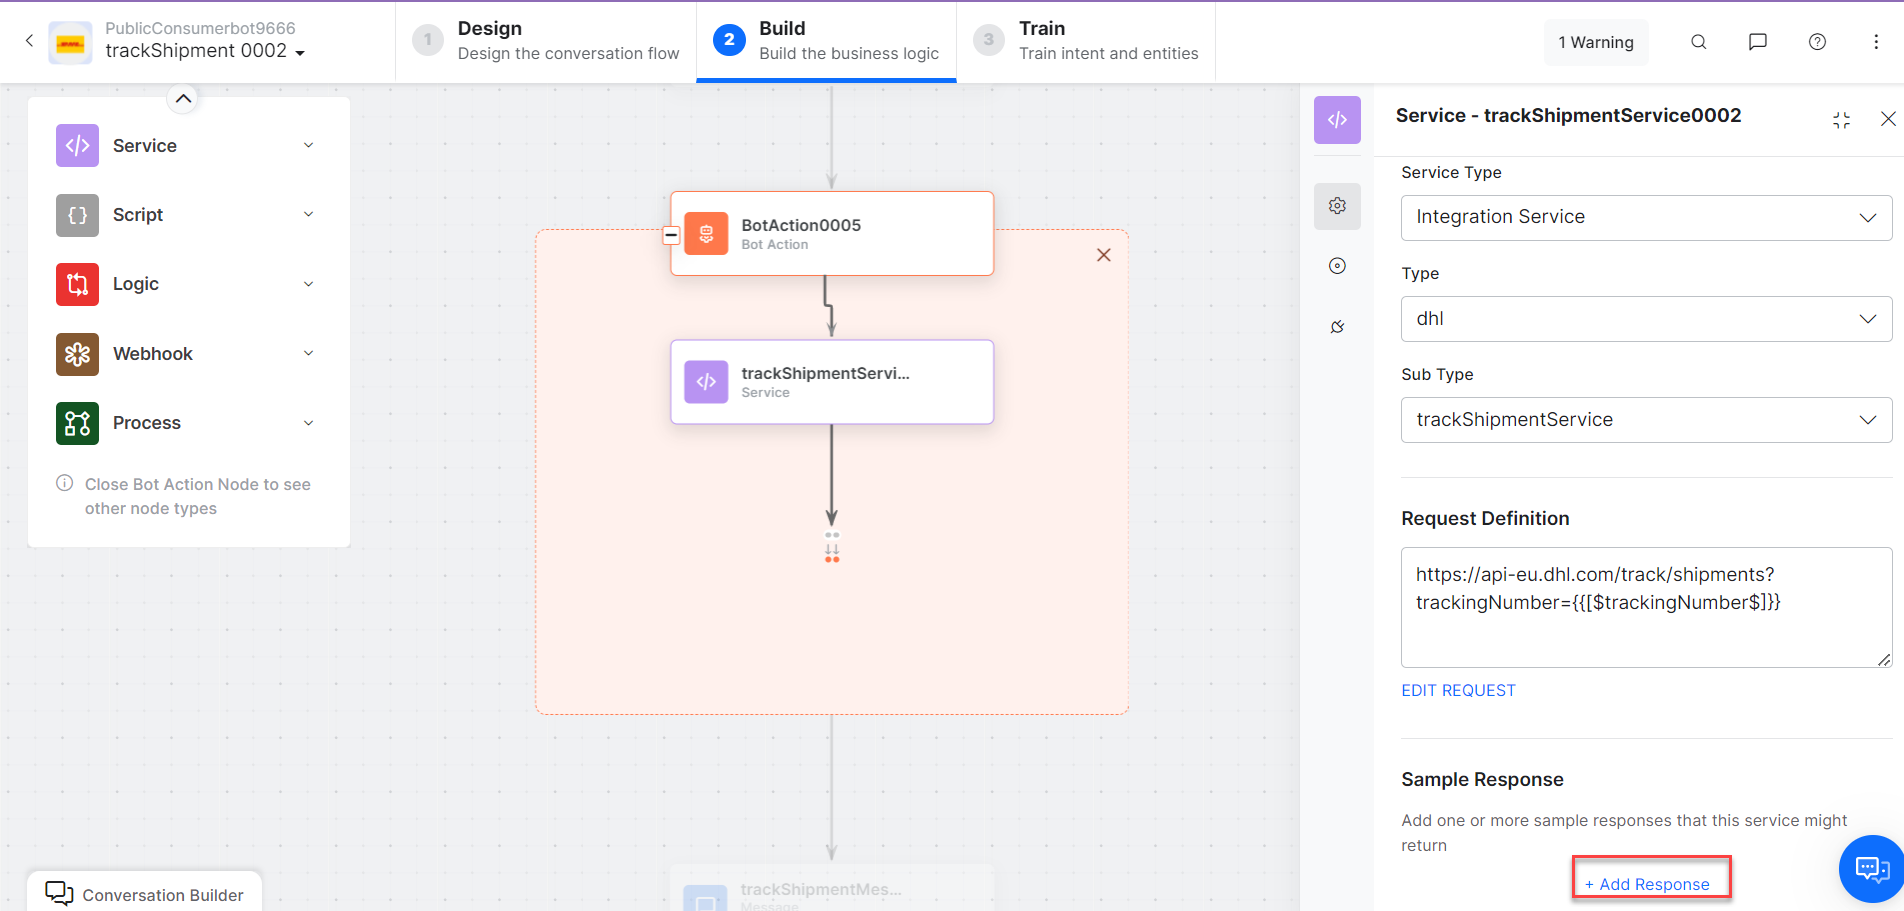 PublicConsumerbot9666
trackShipment 0002
1
Design
Design the conversation flow
2
Build
Build the business logic
3
Train
Train intent and entities
1 Warning
Service
Script
Logic
Webhook
Process
Close Bot Action Node to see
other node types
BotAction0005
Bot Action
trackShipmentServi...
Service
trackShipmentMes...
Message
Conversation Builder
Service - trackShipmentService0002
Service Type
Integration Service
Type
dhl
Sub Type
trackShipmentService
Request Definition
https://api-eu.dhl.com/track/shipments?
trackingNumber={{[$trackingNumber$]}}
EDIT REQUEST
Sample Response
Add one or more sample responses that this service might
return
+ Add Response